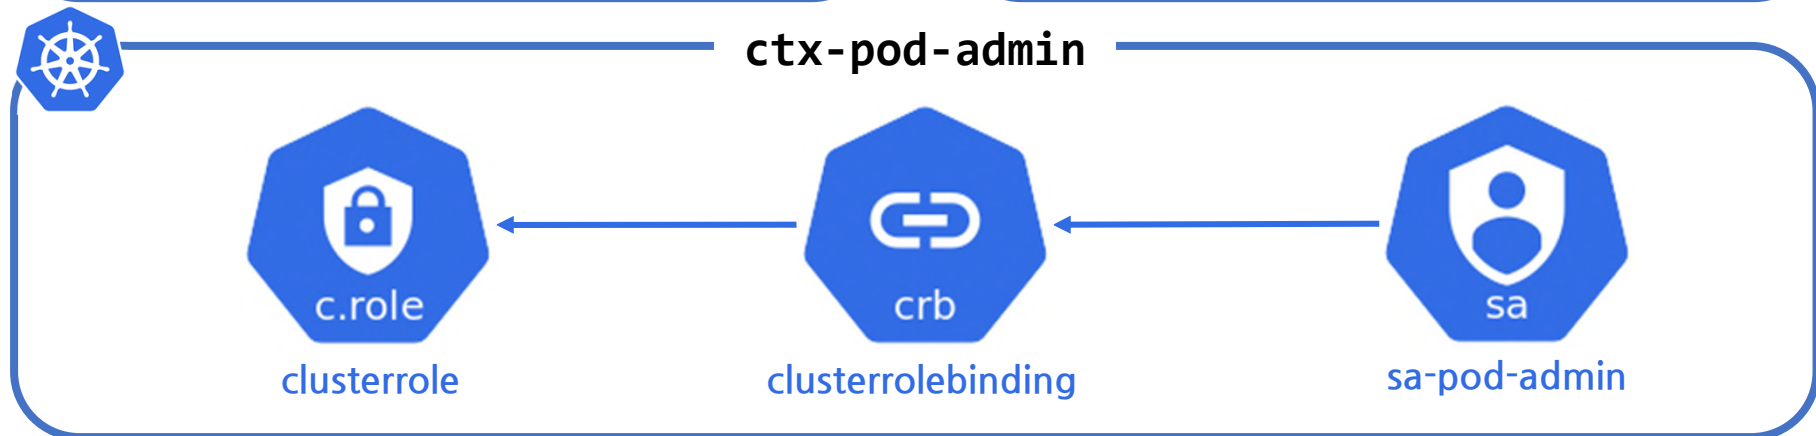 ctx-pod-admin
c.role
crb
sa
clusterrole
clusterrolebinding
sa-pod-admin